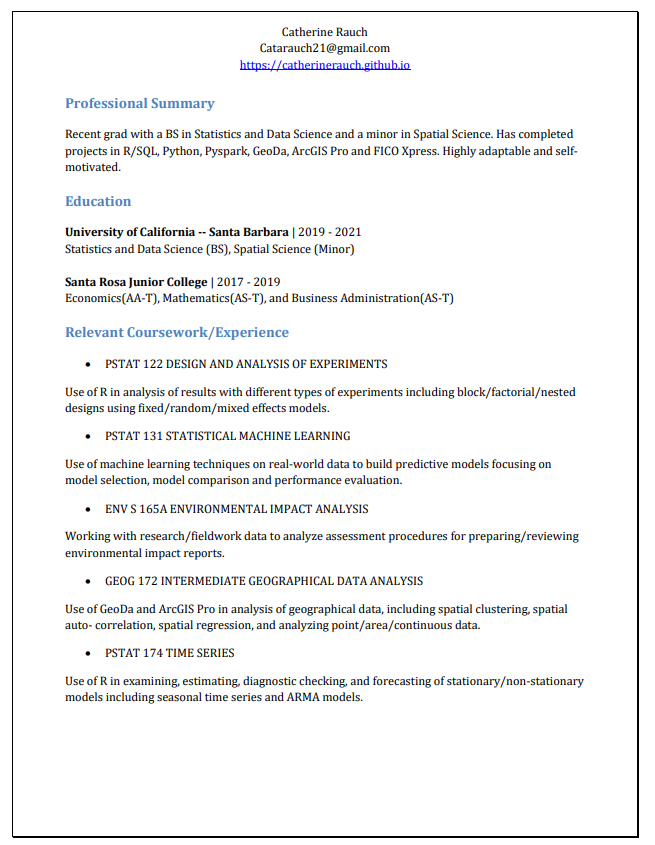 Catherine Rauch
Catarauch21@gmail.com
https://catherinerauch.github.io
Professional Summary
Recent grad with a BS in Statistics and Data Science and a minor in Spatial Science. Has completed
projects in R/SQL, Python, Pyspark, GeoDa, ArcGIS Pro and FICO Xpress. Highly adaptable and self-
motivated.
Education
University of California -- Santa Barbara | 2019 - 2021
Statistics and Data Science (BS), Spatial Science (Minor)
Santa Rosa Junior College | 2017 - 2019
Economics(AA-T), Mathematics(AS-T), and Business Administration(AS-T)
Relevant Coursework/Experience
• PSTAT 122 DESIGN AND ANALYSIS OF EXPERIMENTS
Use of R in analysis of results with different types of experiments including block/factorial/nested
designs using fixed/random/mixed effects models.
• PSTAT 131 STATISTICAL MACHINE LEARNING
Use of machine learning techniques on real-world data to build predictive models focusing on
model selection, model comparison and performance evaluation.
• ENV S 165A ENVIRONMENTAL IMPACT ANALYSIS
Working with research/fieldwork data to analyze assessment procedures for preparing/reviewing
environmental impact reports.
• GEOG 172 INTERMEDIATE GEOGRAPHICAL DATA ANALYSIS
Use of GeoDa and ArcGIS Pro in analysis of geographical data, including spatial clustering, spatial
auto- correlation, spatial regression, and analyzing point/area/continuous data.
• PSTAT 174 TIME SERIES
Use of R in examining, estimating, diagnostic checking, and forecasting of stationary/non-stationary
models including seasonal time series and ARMA models.